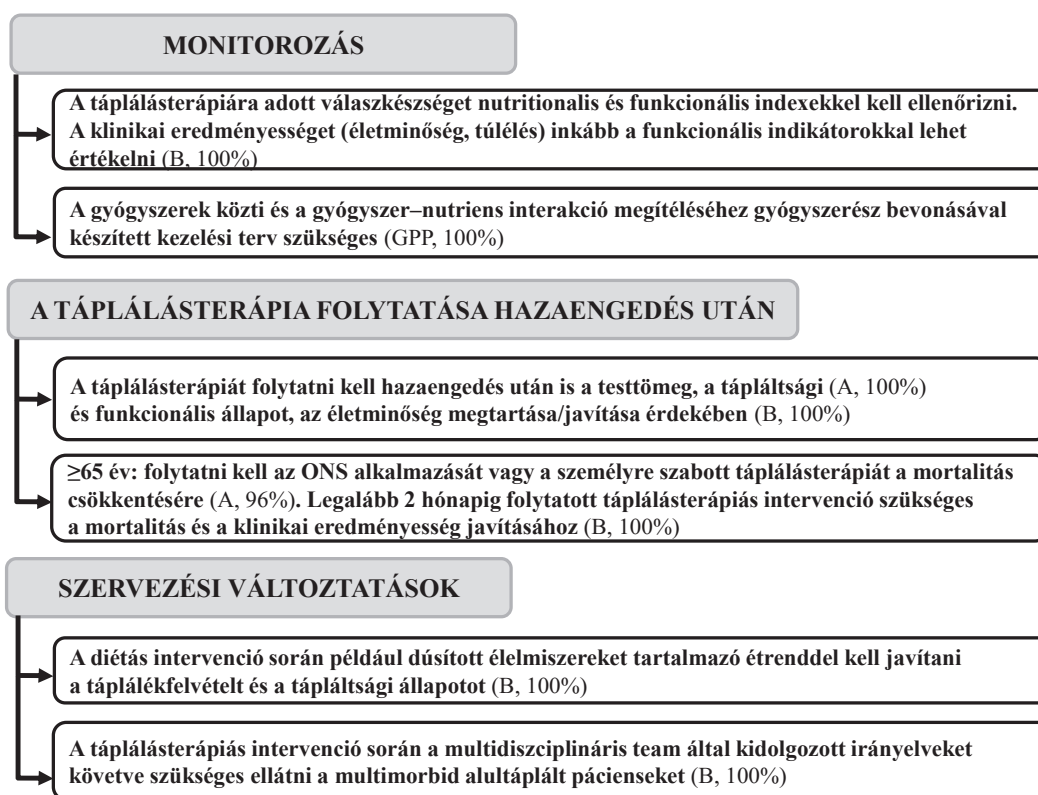 MONITOROZÁS
A táplálásterápiára adott válaszkészséget nutritionalis és funkcionális indexekkel kell ellenőrizni.
A klinikai eredményességet (életminőség, túlélés) inkább a funkcionális indikátorokkal lehet
értékelni (B, 100%)
A gyógyszerek közti és a gyógyszer–nutriens interakció megítéléséhez gyógyszerész bevonásával
készített kezelési terv szükséges (GPP, 100%)
A TÁPLÁLÁSTERÁPIA FOLYTATÁSA HAZAENGEDÉS UTÁN
A táplálásterápiát folytatni kell hazaengedés után is a testtömeg, a tápláltsági (A, 100%)
és funkcionális állapot, az életminőség megtartása/javítása érdekében (B, 100%)
≥65 év: folytatni kell az ONS alkalmazását vagy a személyre szabott táplálásterápiát a mortalitás
csökkentésére (A, 96%). Legalább 2 hónapig folytatott táplálásterápiás intervenció szükséges
a mortalitás és a klinikai eredményesség javításához (B, 100%)
SZERVEZÉSI VÁLTOZTATÁSOK
A diétás intervenció során például dúsított élelmiszereket tartalmazó étrenddel kell javítani
a táplálékfelvételt és a tápláltsági állapotot (B, 100%)
A táplálásterápiás intervenció során a multidiszciplináris team által kidolgozott irányelveket
követve szükséges ellátni a multimorbid alultáplált pácienseket (B, 100%)